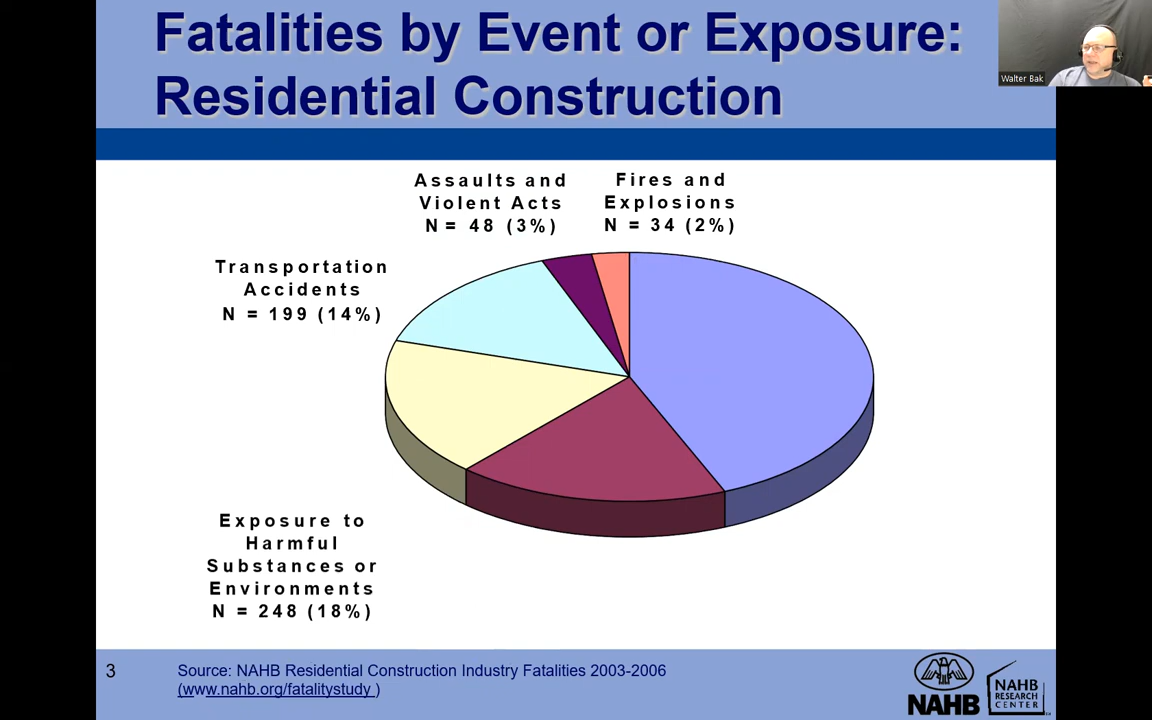 Fatalities by Event or Exposure:
Residential Construction
Walter Bak
Assaults and
Violent Acts
N = 48 (3%)
Fires and
Explosions
N = 34 (2%)
Transportation
Accidents
N = 199 (14%)
Exposure to
Harmful
Substances or
Environments
N = 248 (18%)
3
Source: NAHB Residential Construction Industry Fatalities 2003-2006
(www.nahb.org/fatalitystudy )
NAHB
NAHB
RESEARCH
CENTER